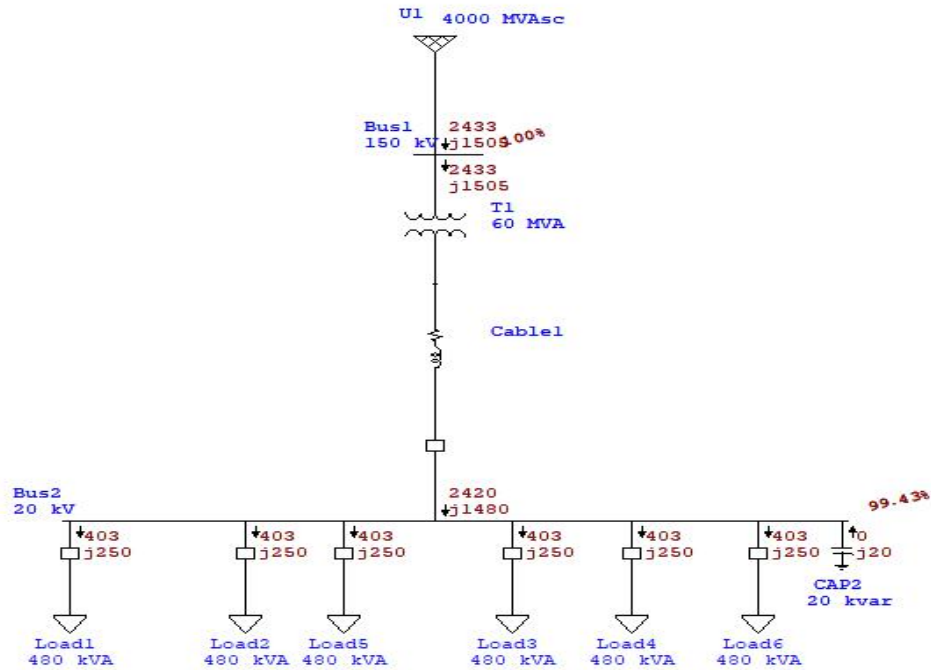 U1 4000 MVAsc
Bus1
150 kV
2433
j1505
100%
2433
j1505
T1
60 MVA
Cable1
Bus2
20 kV
2420
j1480
99.43%
403
j250
403
j250
403
j250
403
j250
403
j250
403
j250
0
j20
CAP2
20 kvar
Load1
480 kVA
Load2
480 kVA
Load5
480 kVA
Load3
480 kVA
Load4
480 kVA
Load6
480 kVA